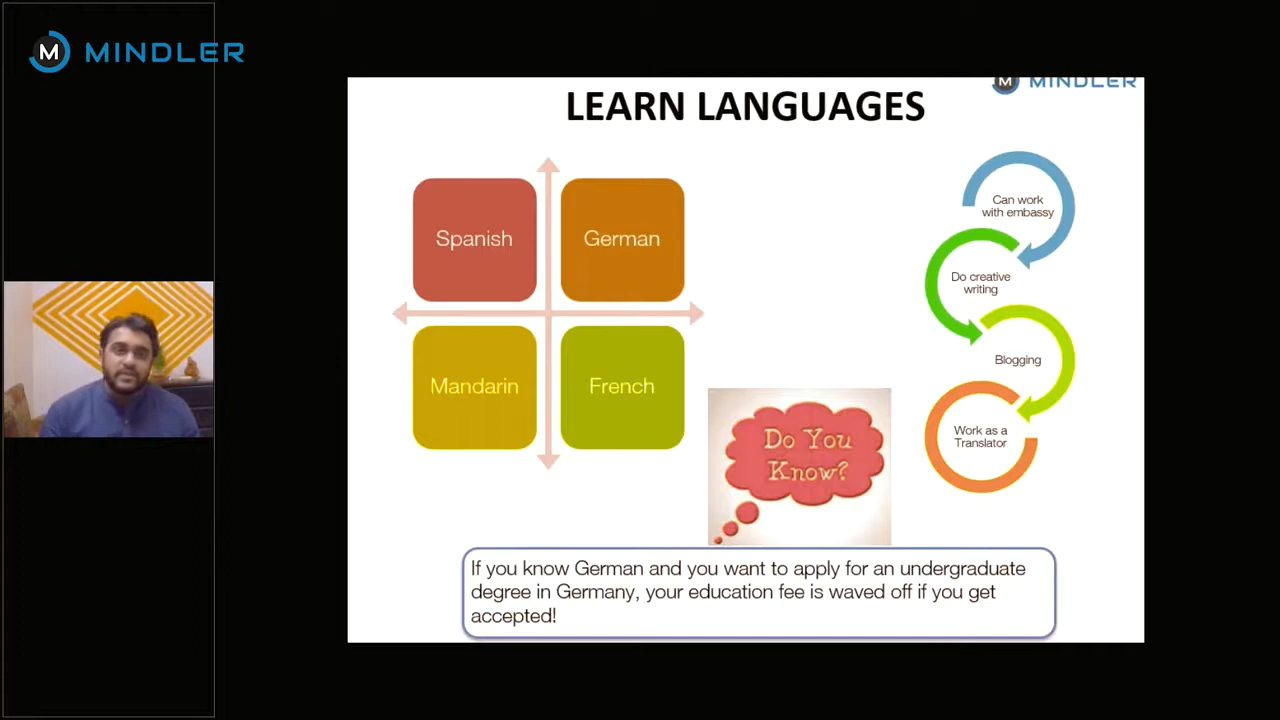 M MINDLER
M MINDLER
LEARN LANGUAGES
Spanish
German
Mandarin
French
Can work
with embassy
Do creative
writing
Blogging
Work as a
Translator
Do You
Know?
If you know German and you want to apply for an undergraduate
degree in Germany, your education fee is waved off if you get
accepted!